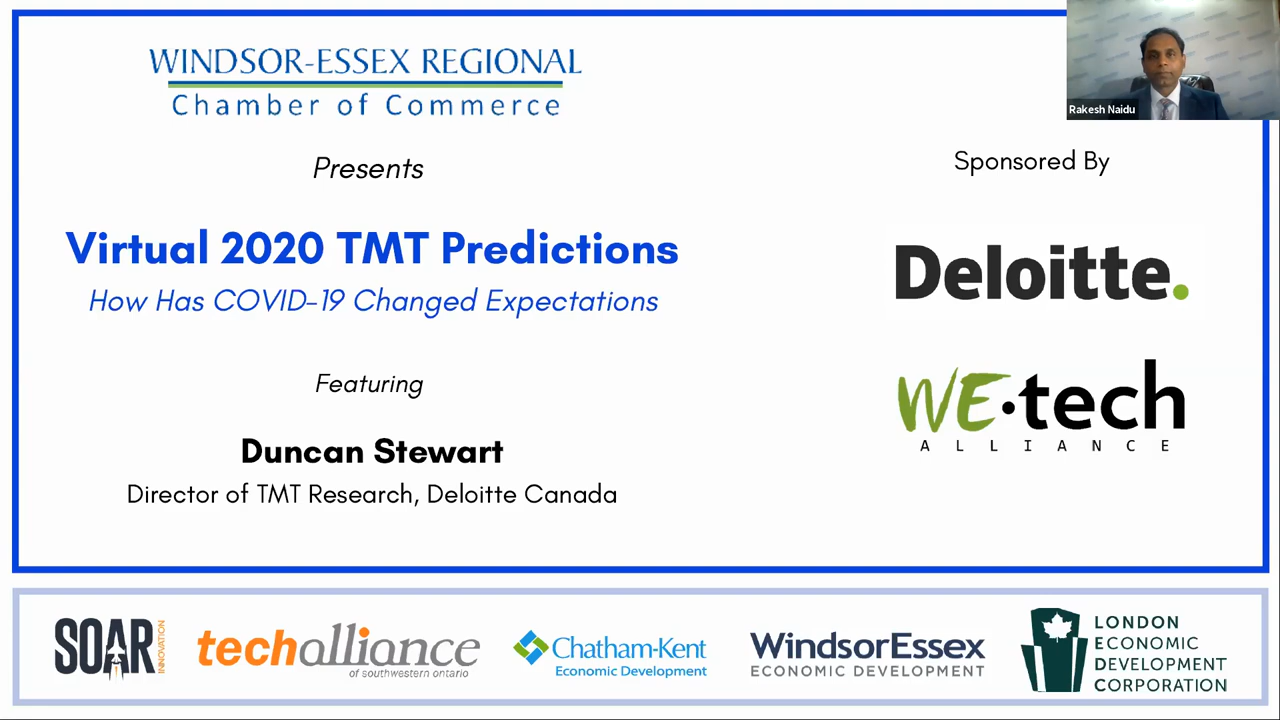 WINDSOR-ESSEX REGIONAL
Chamber of Commerce
Presents
Virtual 2020 TMT Predictions
How Has COVID-19 Changed Expectations
Featuring
Duncan Stewart
Director of TMT Research, Deloitte Canada
Rakesh Naidu
Sponsored By
Deloitte.
WE·tech
ALLIANCE
SOAR
INNOVATION
techalliance
of southwestern ontario
Chatham-Kent
Economic Development
WindsorEssex
ECONOMIC DEVELOPMENT
LONDON
ECONOMIC
DEVELOPMENT
CORPORATION